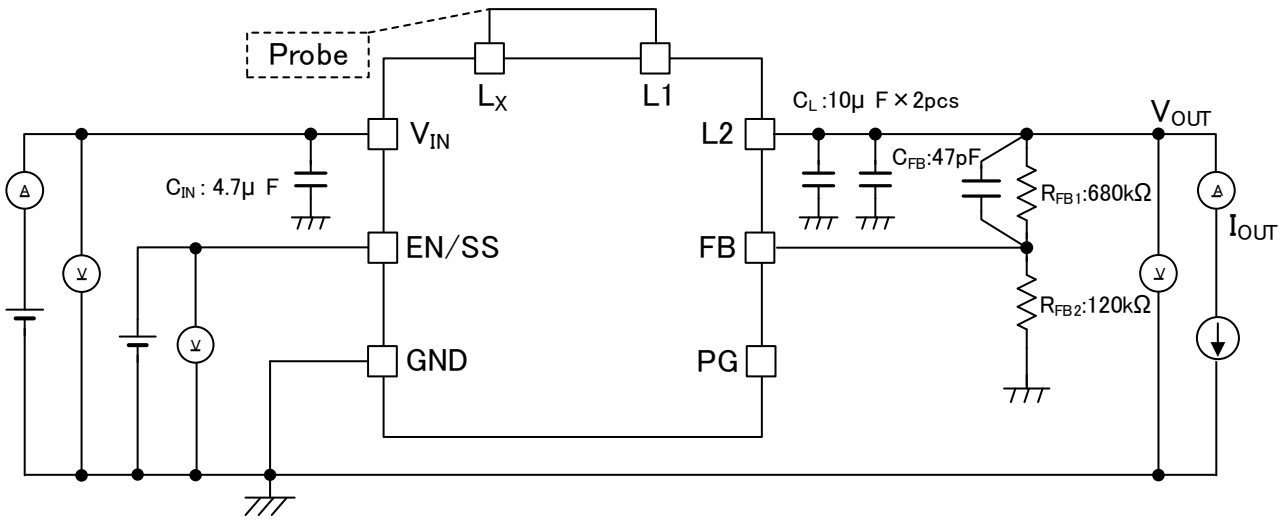 Probe
LX
L1
CL :10μ F×2pcs
VOUT
VIN
L2
CFB:47pF
CIN : 4.7μ F
A
A
RFB1:680kΩ
IOUT
EN/SS
FB
V
V
RFB2:120kΩ
V
GND
PG